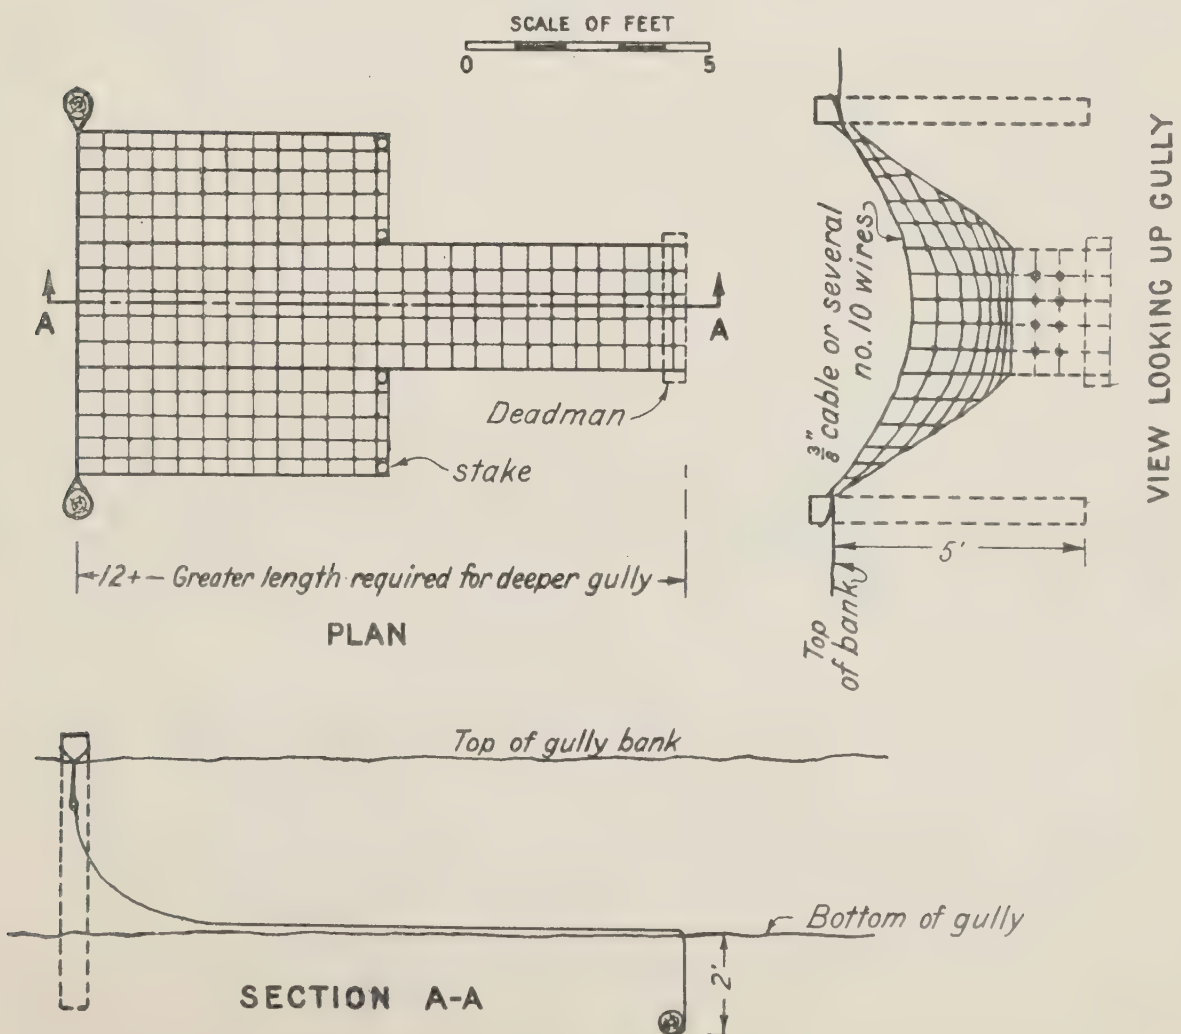 SCALE OF FEET
0 5
A A
Deadman
stake
12+ — Greater length required for deeper gully
PLAN
3/8" cable or several
no. 10 wires
5'
Top
of bank
VIEW LOOKING UP GULLY
Top of gully bank
Bottom of gully
2'
SECTION A-A